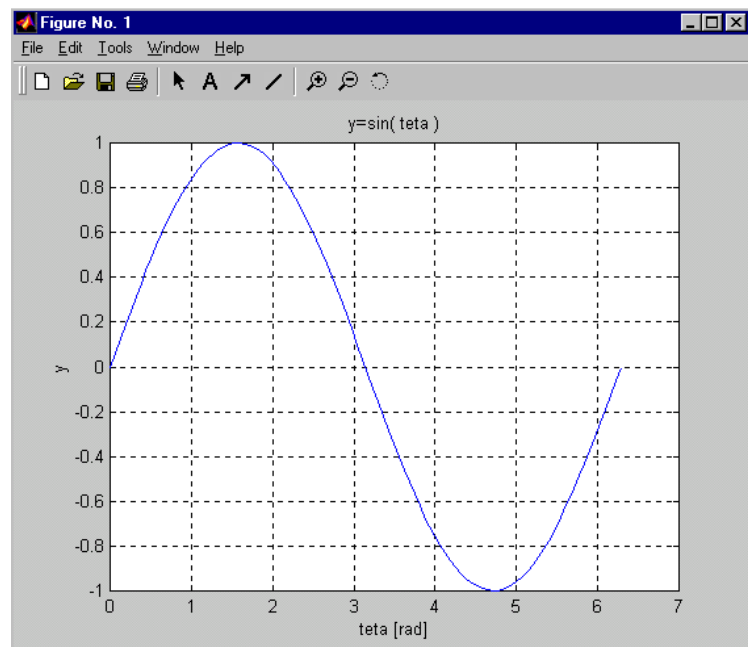 Figure No. 1
File Edit Tools Window Help
A
y=sin( teta )
1
0.8
0.6
0.4
0.2
0
-0.2
-0.4
-0.6
-0.8
-1
y
0 1 2 3 4 5 6 7
teta [rad]